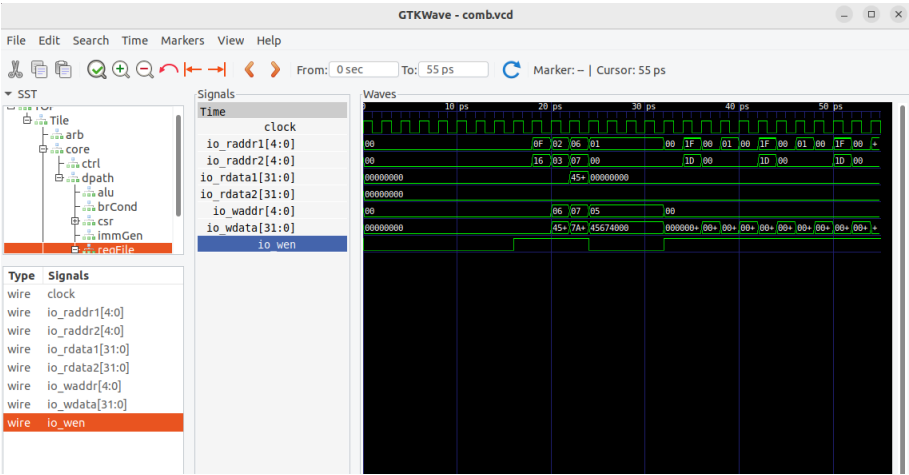 GTKWave - comb.vcd
File Edit Search Time Markers View Help
From: 0 sec To: 55 ps Marker: -- | Cursor: 55 ps
SST
Tile
arb
core
ctrl
dpath
alu
brCond
csr
immGen
regFile
Type Signals
wire clock
wire io_raddr1[4:0]
wire io_raddr2[4:0]
wire io_rdata1[31:0]
wire io_rdata2[31:0]
wire io_waddr[4:0]
wire io_wdata[31:0]
wire io_wen
Signals
Time
clock
io_raddr1[4:0]
io_raddr2[4:0]
io_rdata1[31:0]
io_rdata2[31:0]
io_waddr[4:0]
io_wdata[31:0]
io_wen
Waves
10 ps 20 ps 30 ps 40 ps 50 ps
00 0F 02 06 01 00 1F 00 01 00 1F 00 01 00 1F 00 +
00 16 03 07 00 1D 00 1D 00 1D 00
00000000 45+ 00000000
00000000
00 06 07 05 00
00000000 45+ 7A+ 45674000 000000+ 00+ 00+ 00+ 00+ 00+ 00+ 00+ 00+ 00+ +